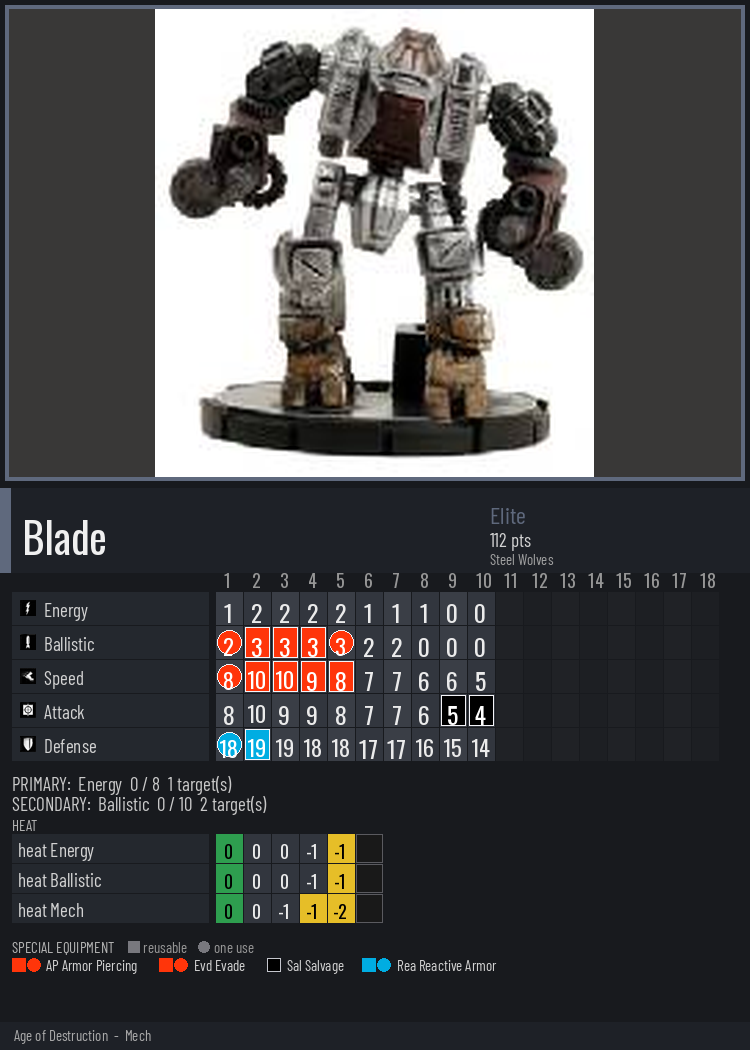 Blade
Elite
112 pts
Steel Wolves
1 2 3 4 5 6 7 8 9 10 11 12 13 14 15 16 17 18
Energy 1 2 2 2 2 1 1 1 0 0
Ballistic 2 3 3 3 3 2 2 0 0 0
Speed 8 10 10 9 8 7 7 6 6 5
Attack 8 10 9 9 8 7 7 6 5 4
Defense 18 19 19 18 18 17 17 16 15 14
PRIMARY: Energy 0 / 8 1 target(s)
SECONDARY: Ballistic 0 / 10 2 target(s)
HEAT
heat Energy 0 0 0 -1 -1
heat Ballistic 0 0 0 -1 -1
heat Mech 0 0 -1 -1 -2
SPECIAL EQUIPMENT reusable one use
AP Armor Piercing Evd Evade Sal Salvage Rea Reactive Armor
Age of Destruction - Mech